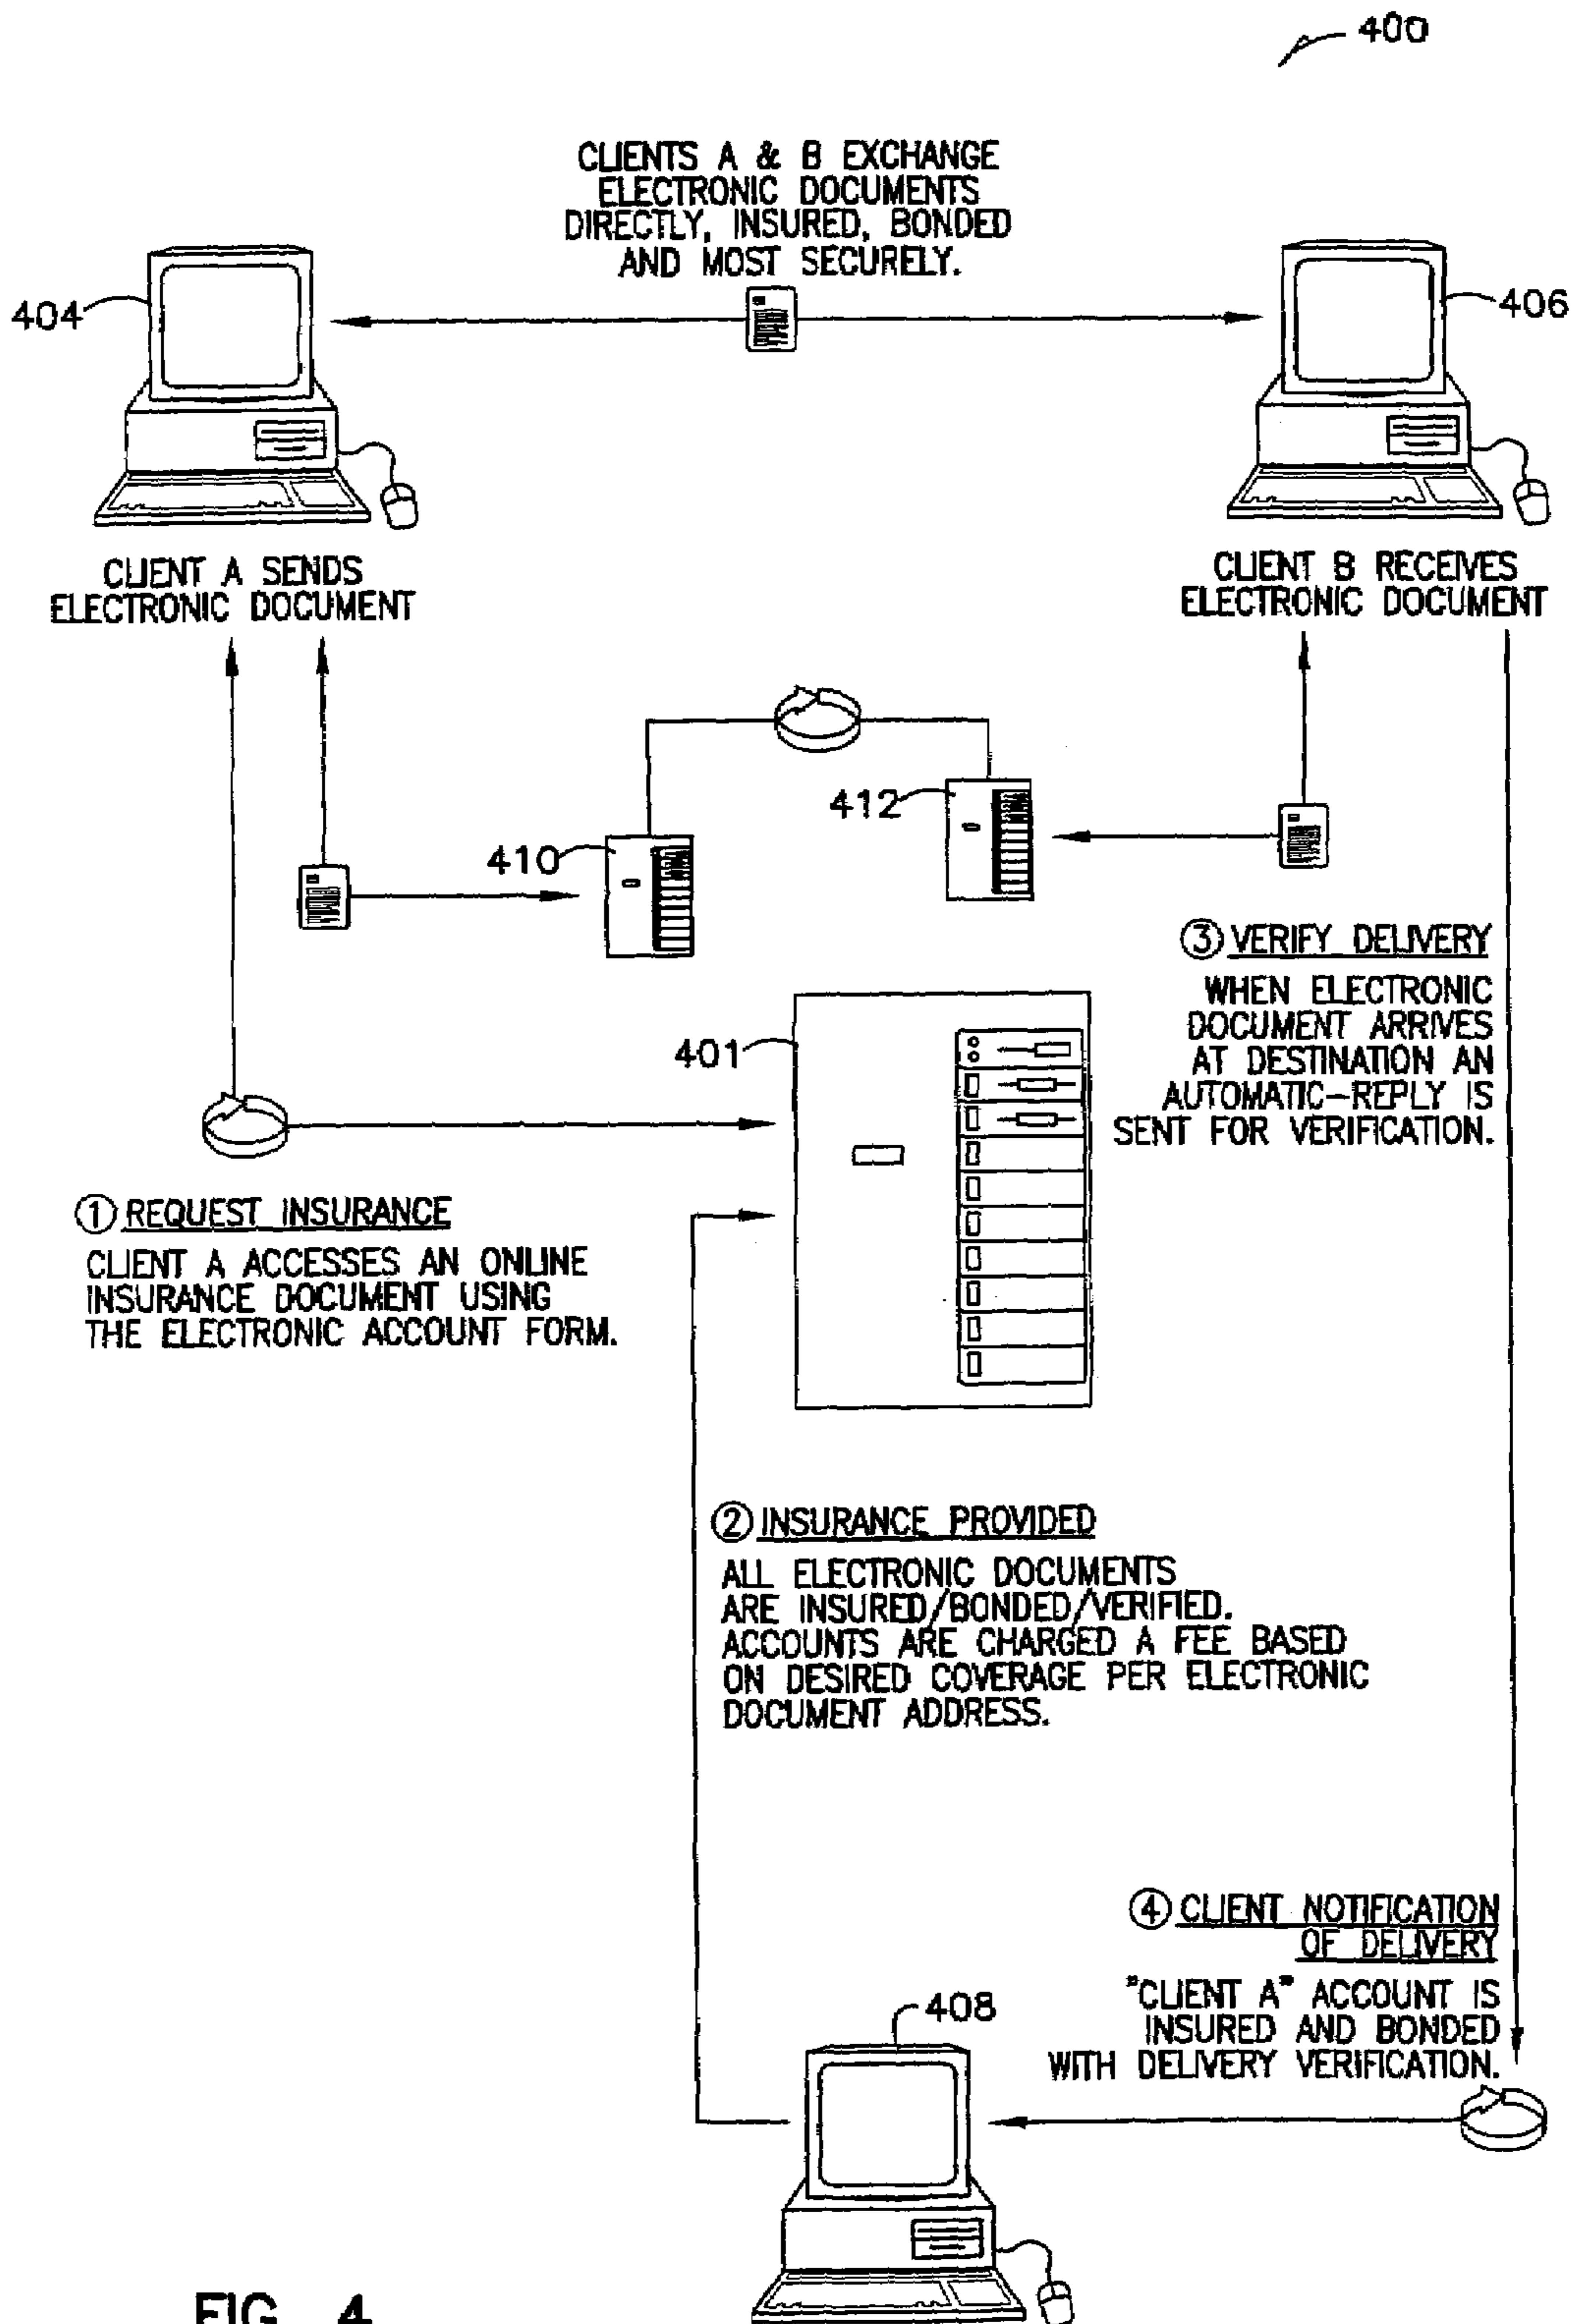 400
CLIENTS A & B EXCHANGE
ELECTRONIC DOCUMENTS
DIRECTLY, INSURED, BONDED
AND MOST SECURELY.
404
406
CLIENT A SENDS
ELECTRONIC DOCUMENT
CLIENT B RECEIVES
ELECTRONIC DOCUMENT
412
410
③ VERIFY DELIVERY
WHEN ELECTRONIC
DOCUMENT ARRIVES
AT DESTINATION AN
AUTOMATIC-REPLY IS
SENT FOR VERIFICATION.
401
① REQUEST INSURANCE
CLIENT A ACCESSES AN ONLINE
INSURANCE DOCUMENT USING
THE ELECTRONIC ACCOUNT FORM.
② INSURANCE PROVIDED
ALL ELECTRONIC DOCUMENTS
ARE INSURED/BONDED/VERIFIED.
ACCOUNTS ARE CHARGED A FEE BASED
ON DESIRED COVERAGE PER ELECTRONIC
DOCUMENT ADDRESS.
④ CLIENT NOTIFICATION
OF DELIVERY
"CLIENT A" ACCOUNT IS
INSURED AND BONDED
WITH DELIVERY VERIFICATION.
408
FIG. 4